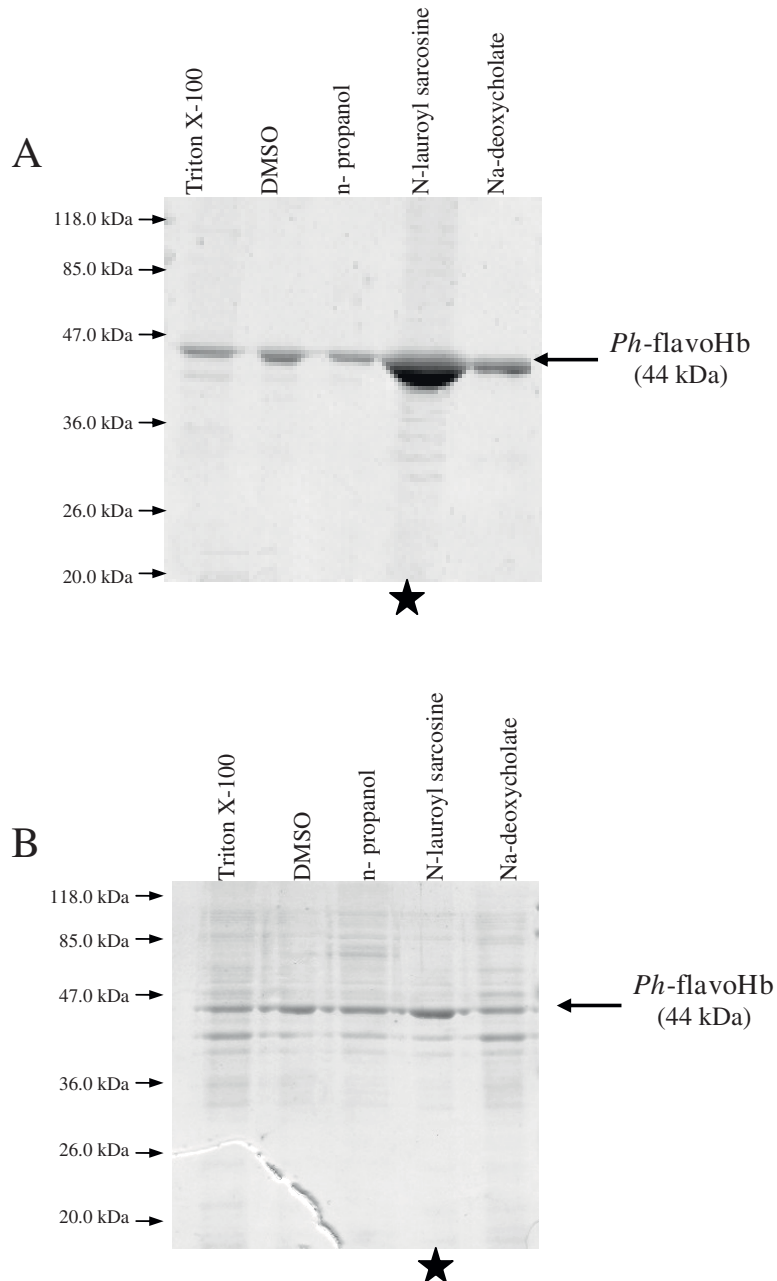 A
Triton X-100
DMSO
n- propanol
N-lauroyl sarcosine
Na-deoxycholate
118.0 kDa
85.0 kDa
47.0 kDa
36.0 kDa
26.0 kDa
20.0 kDa
Ph-flavoHb
(44 kDa)
B
Triton X-100
DMSO
n- propanol
N-lauroyl sarcosine
Na-deoxycholate
118.0 kDa
85.0 kDa
47.0 kDa
36.0 kDa
26.0 kDa
20.0 kDa
Ph-flavoHb
(44 kDa)